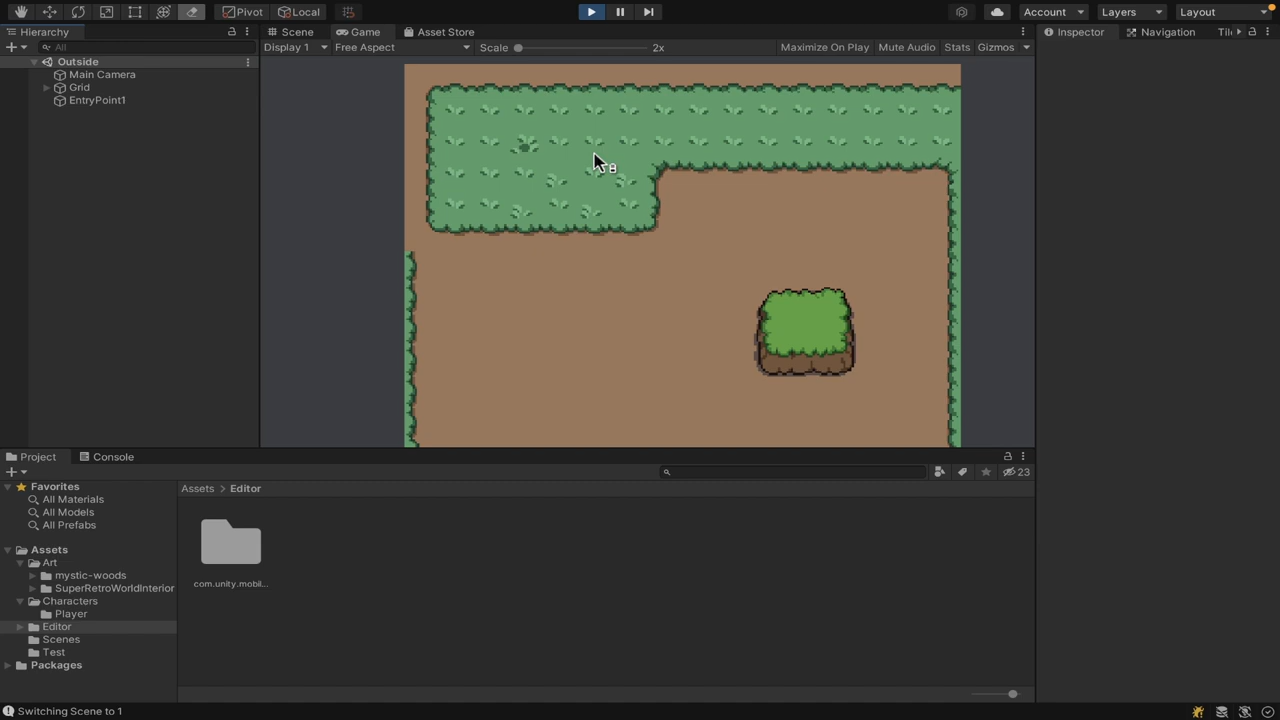 Pivot Local Account Layers Layout
Hierarchy Scene Game Asset Store Inspector Navigation Tile
All Display 1 Free Aspect Scale 2x Maximize On Play Mute Audio Stats Gizmos
Outside
Main Camera
Grid
EntryPoint1
Project Console
23
Favorites Assets > Editor
All Materials
All Models
All Prefabs
Assets
Art
mystic-woods com.unity.mobil...
SuperRetroWorldInterior
Characters
Player
Editor
Scenes
Test
Packages
Switching Scene to 1